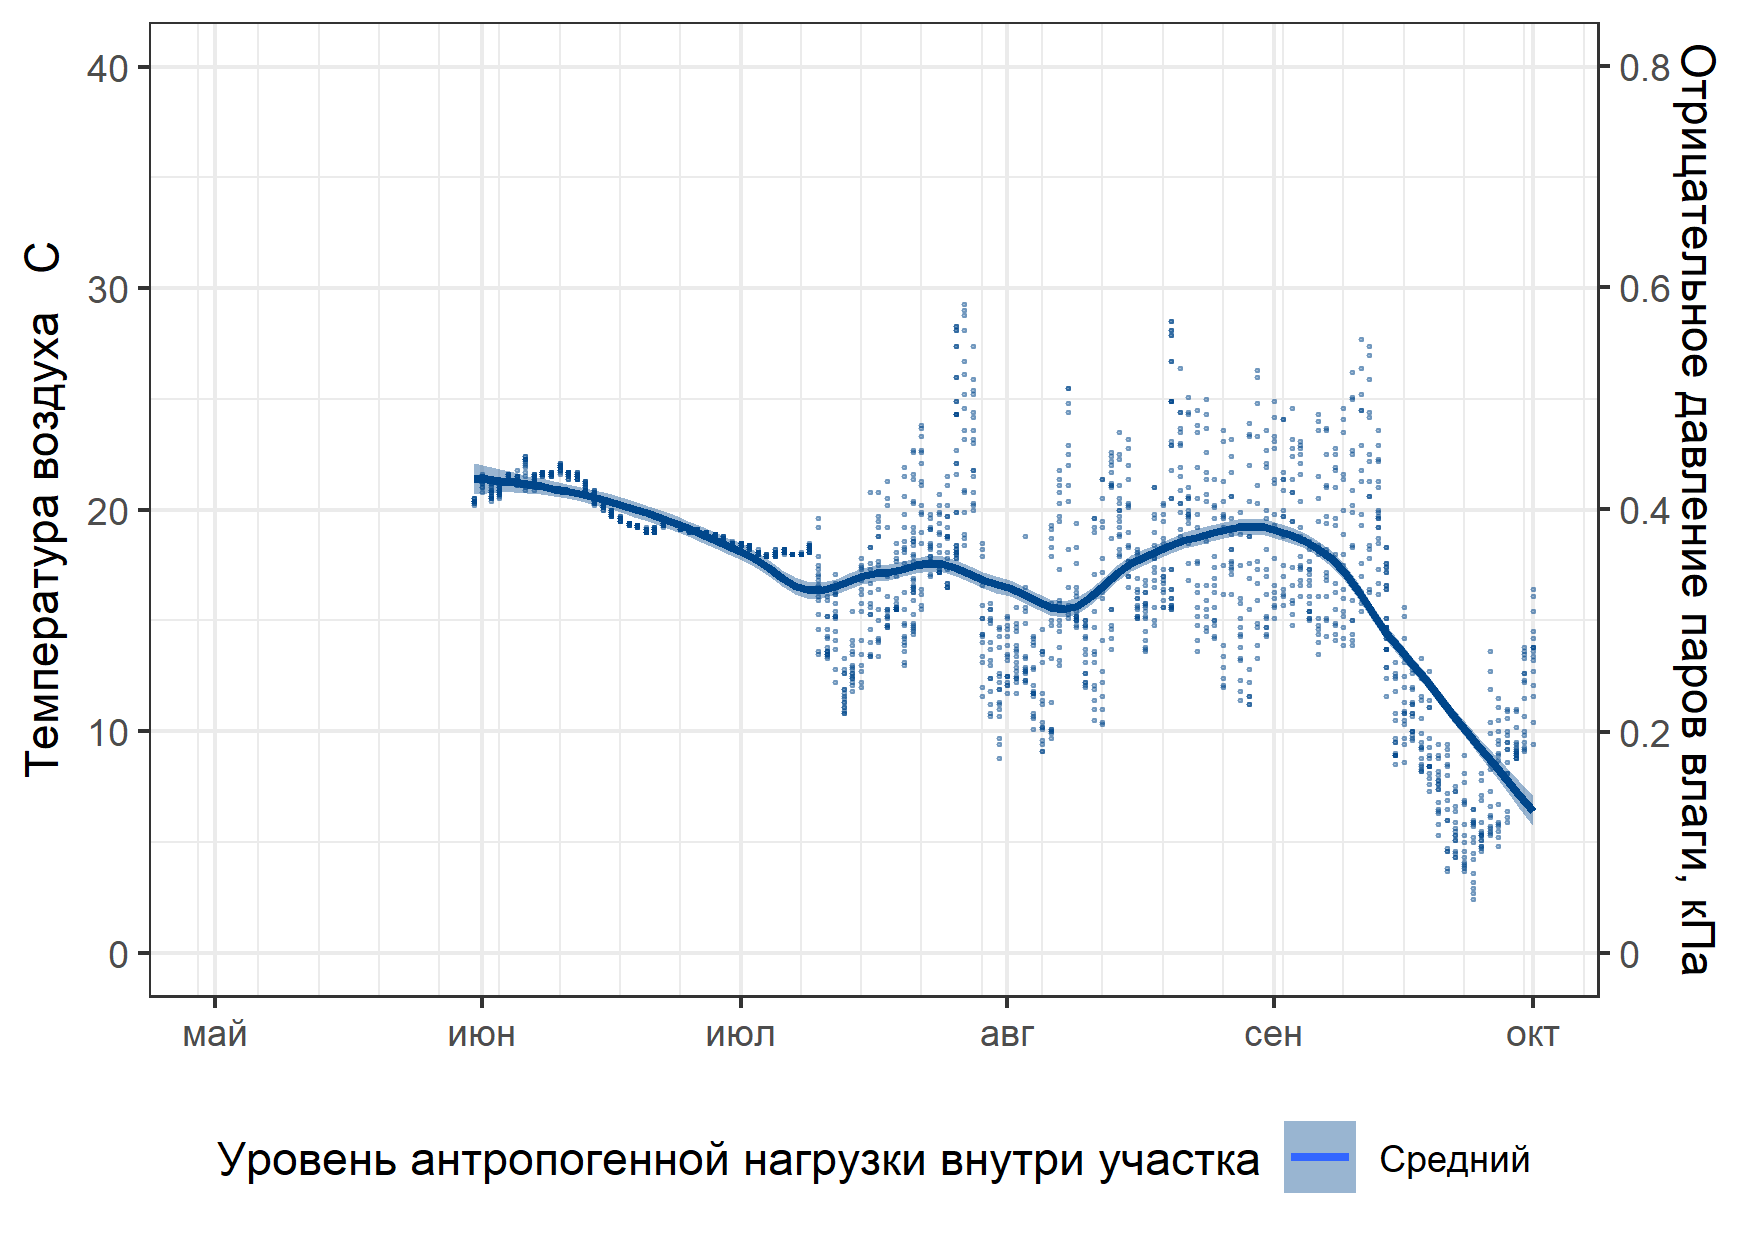 Температура воздуха С
40
30
20
10
0
Отрицательное давление паров влаги, кПа
0.8
0.6
0.4
0.2
0
май июн июл авг сен окт
Уровень антропогенной нагрузки внутри участка Средний